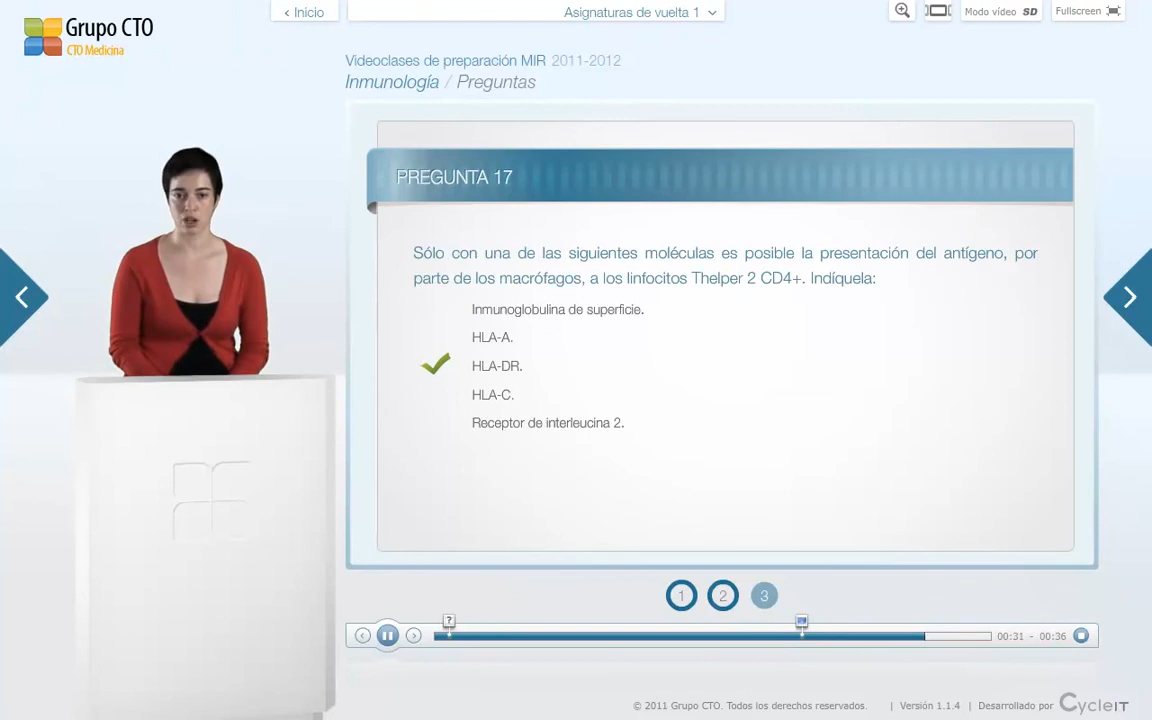 Grupo CTO
CTO Medicina
‹ Inicio
Asignaturas de vuelta 1
Modo vídeo SD
Fullscreen
Videoclases de preparación MIR 2011-2012
Inmunología / Preguntas
PREGUNTA 17
Sólo con una de las siguientes moléculas es posible la presentación del antígeno, por
parte de los macrófagos, a los linfocitos Thelper 2 CD4+. Indíquela:
Inmunoglobulina de superficie.
HLA-A.
HLA-DR.
HLA-C.
Receptor de interleucina 2.
1 2 3
?
00:31 - 00:36
© 2011 Grupo CTO. Todos los derechos reservados. | Versión 1.1.4 | Desarrollado por CycleIT